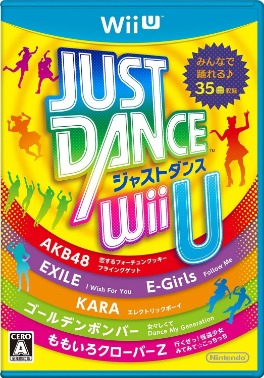 Wii U
みんなで
踊れる♪
35曲収録
JUST
DANCE
ジャストダンス
Wii U
AKB48
恋するフォーチュンクッキー
フライングゲット
EXILE
I Wish For You
E-Girls
Follow Me
KARA
エレクトリックボーイ
ゴールデンボンバー
女々しくて
Dance My Generation
ももいろクローバーZ
行くぜっ!怪盗少女
みてみて☆こっちっち
CERO
A
Nintendo